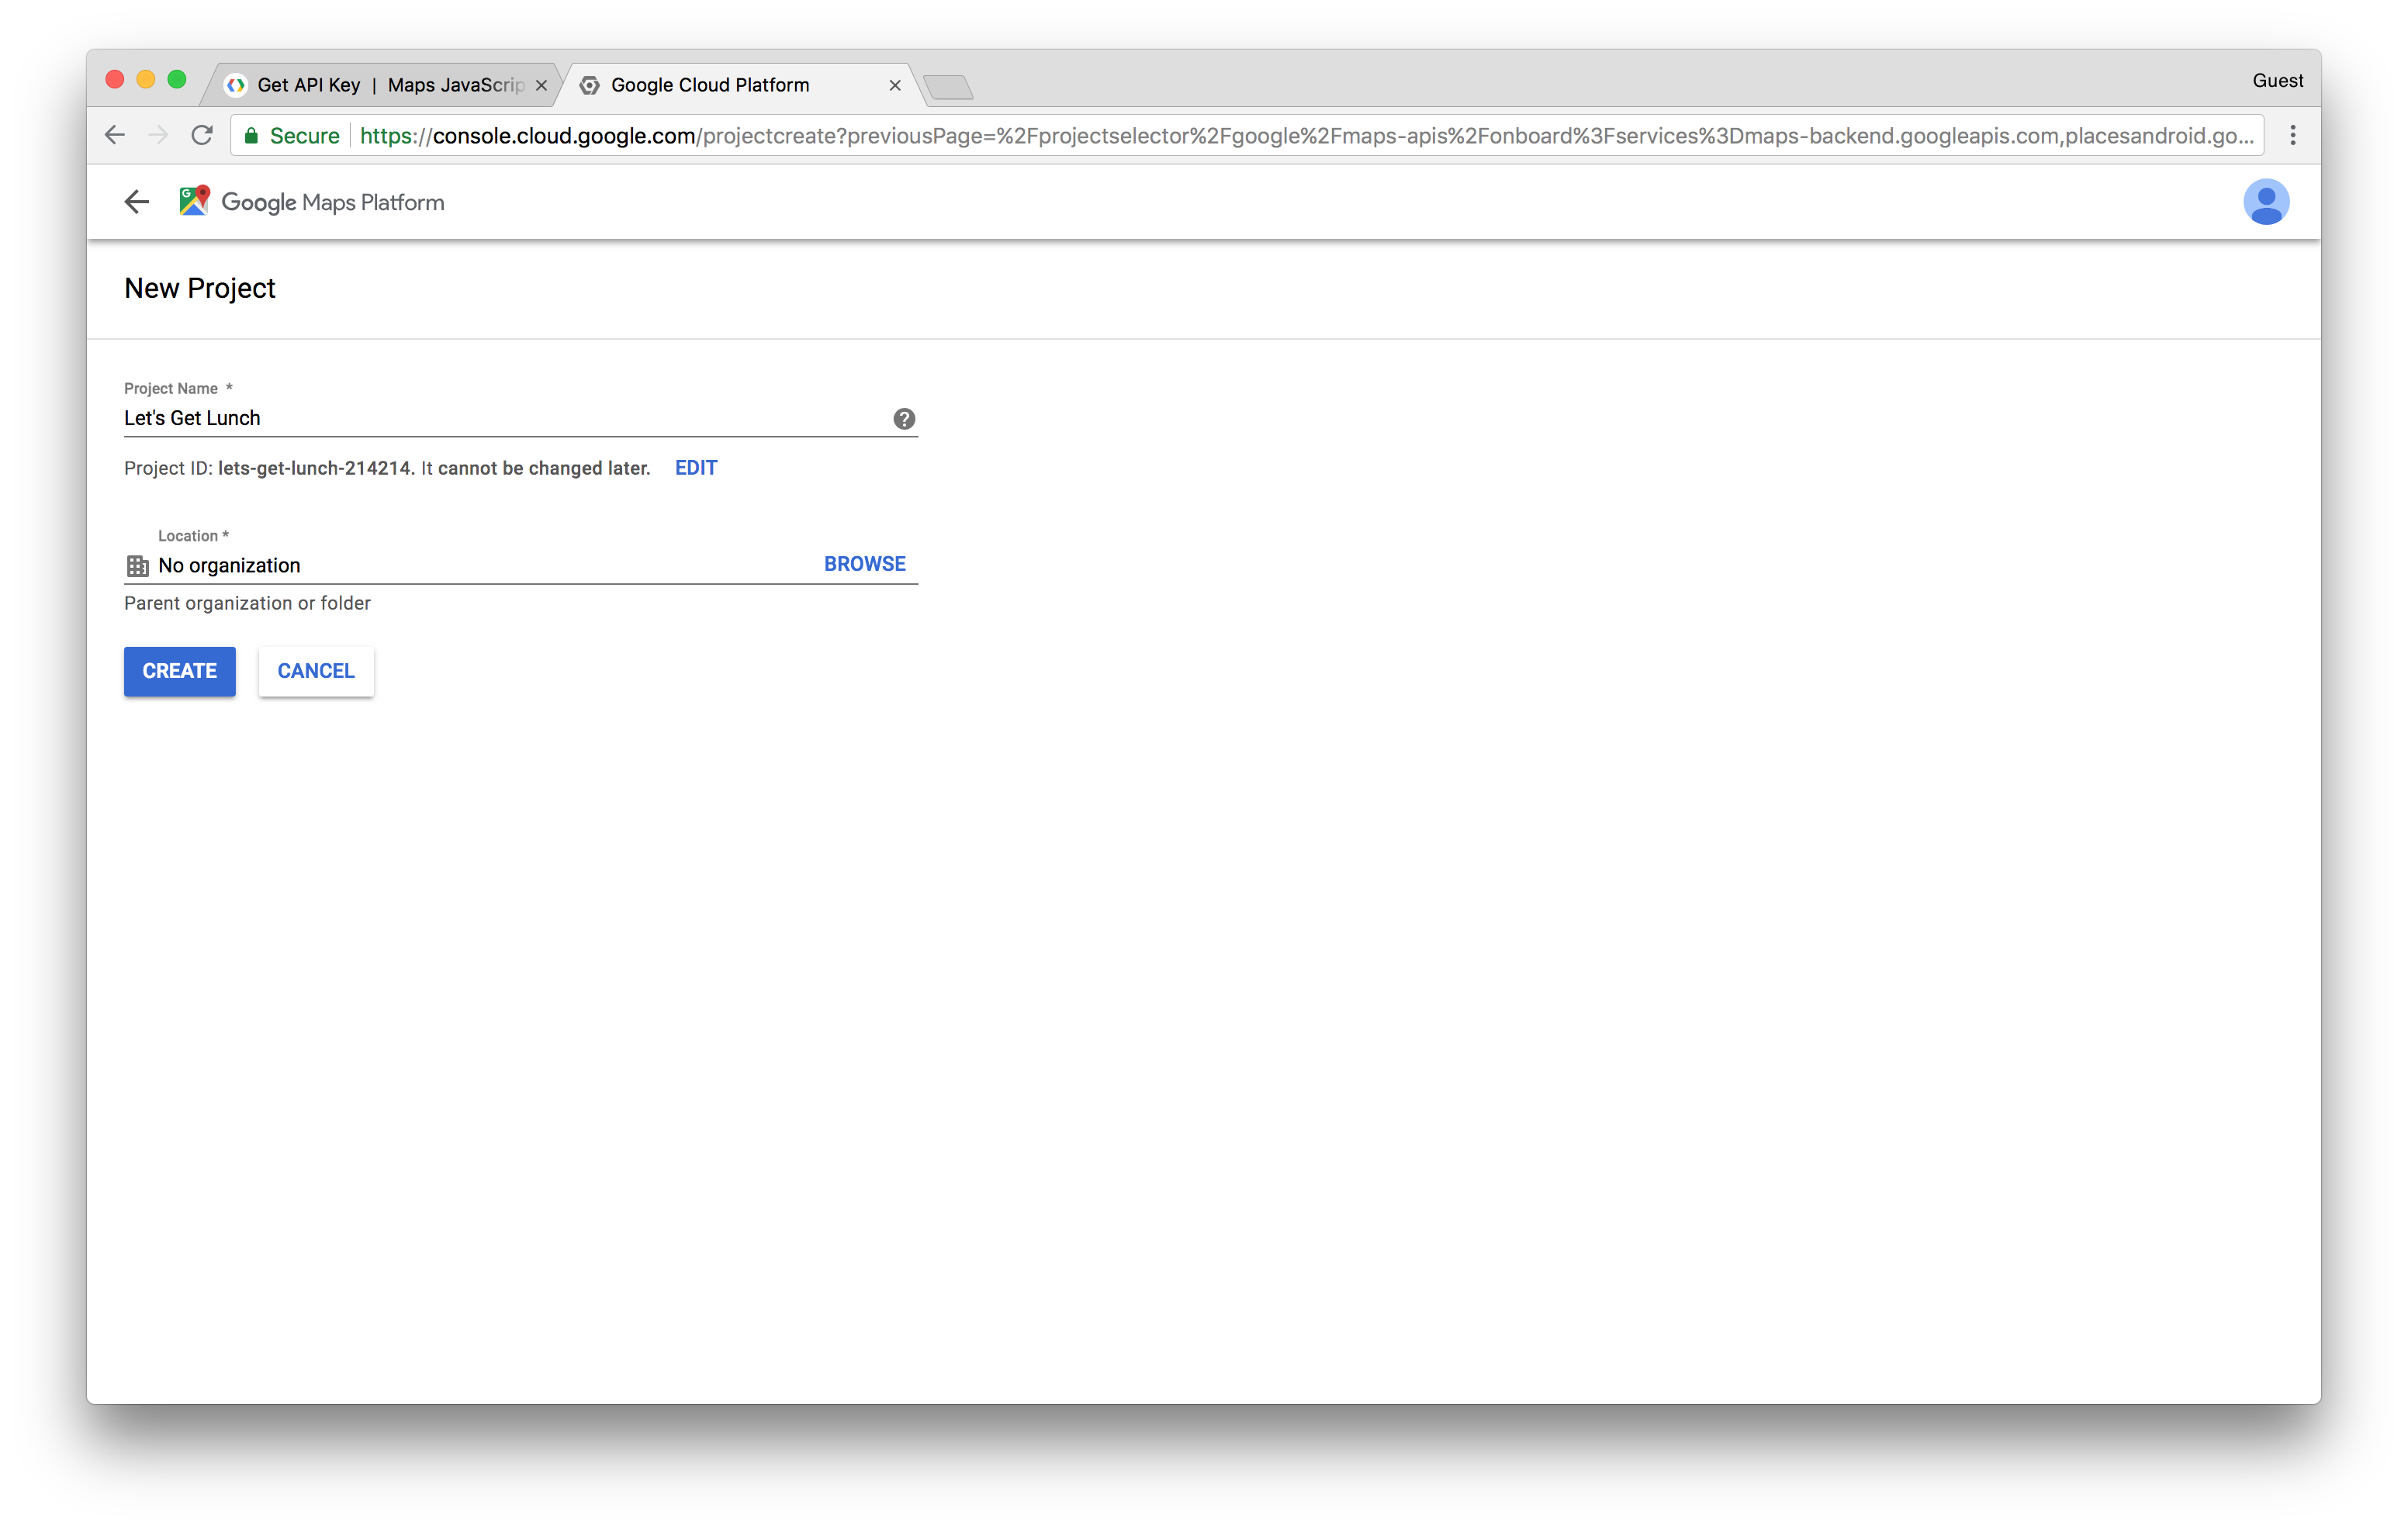 Get API Key | Maps JavaScrip
Google Cloud Platform
Guest
Secure https://console.cloud.google.com/projectcreate?previousPage=%2Fprojectselector%2Fgoogle%2Fmaps-apis%2Fonboard%3Fservices%3Dmaps-backend.googleapis.com,placesandroid.go...
Google Maps Platform
New Project
Project Name *
Let's Get Lunch
Project ID: lets-get-lunch-214214. It cannot be changed later. EDIT
Location *
No organization BROWSE
Parent organization or folder
CREATE CANCEL